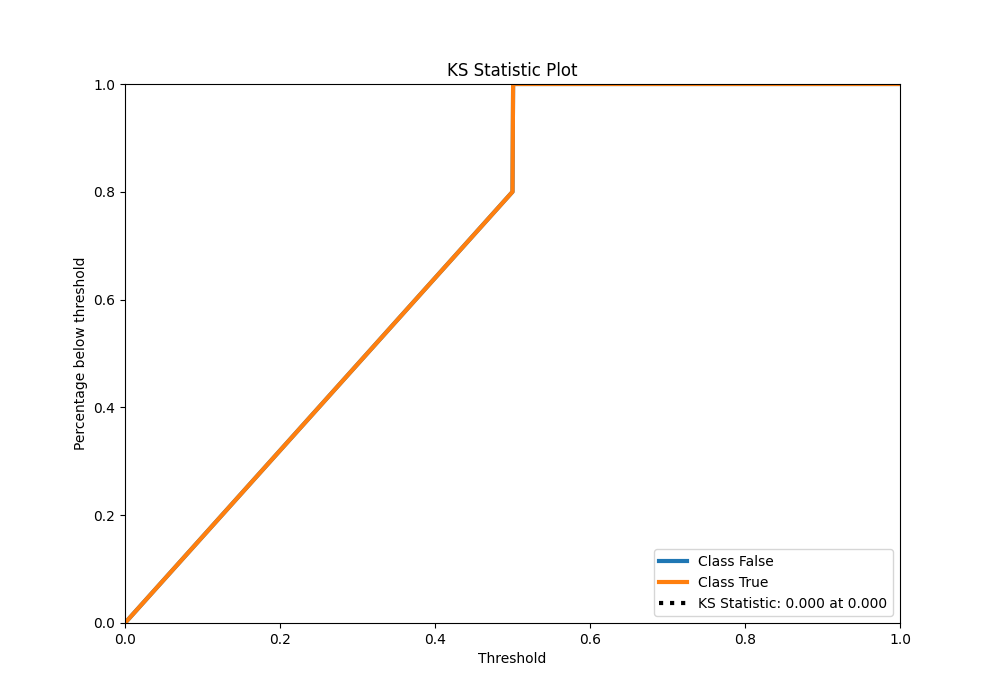 KS Statistic Plot
Percentage below threshold
1.0
0.8
0.6
0.4
0.2
0.0
0.0 0.2 0.4 0.6 0.8 1.0
Threshold
Class False
Class True
KS Statistic: 0.000 at 0.000